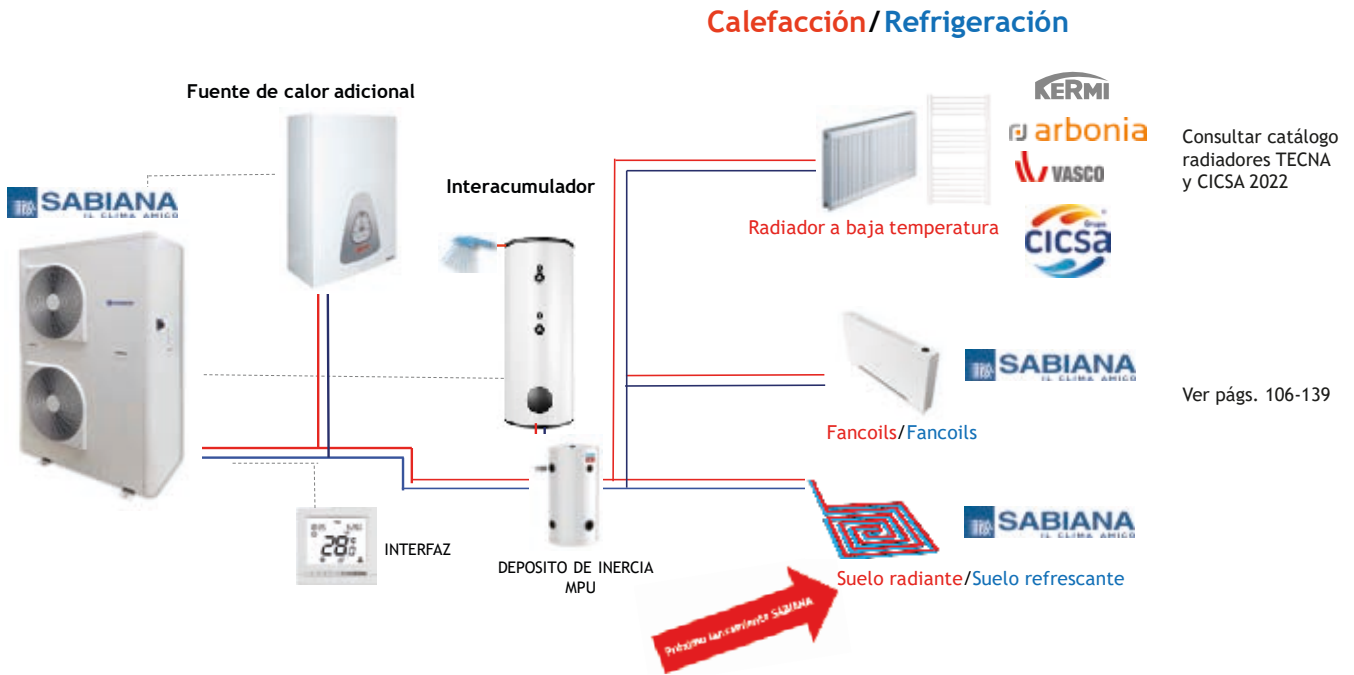 Calefacción/Refrigeración
Fuente de calor adicional
SABIANA
IL CLIMA AMICO
Interacumulador
KERMI
arbonia
VASCO
Grupo
cicsa
Consultar catálogo
radiadores TECNA
y CICSA 2022
Radiador a baja temperatura
SABIANA
IL CLIMA AMICO
Ver págs. 106-139
Fancoils/Fancoils
INTERFAZ
DEPOSITO DE INERCIA
MPU
SABIANA
IL CLIMA AMICO
Suelo radiante/Suelo refrescante
Próximo lanzamiento SABIANA